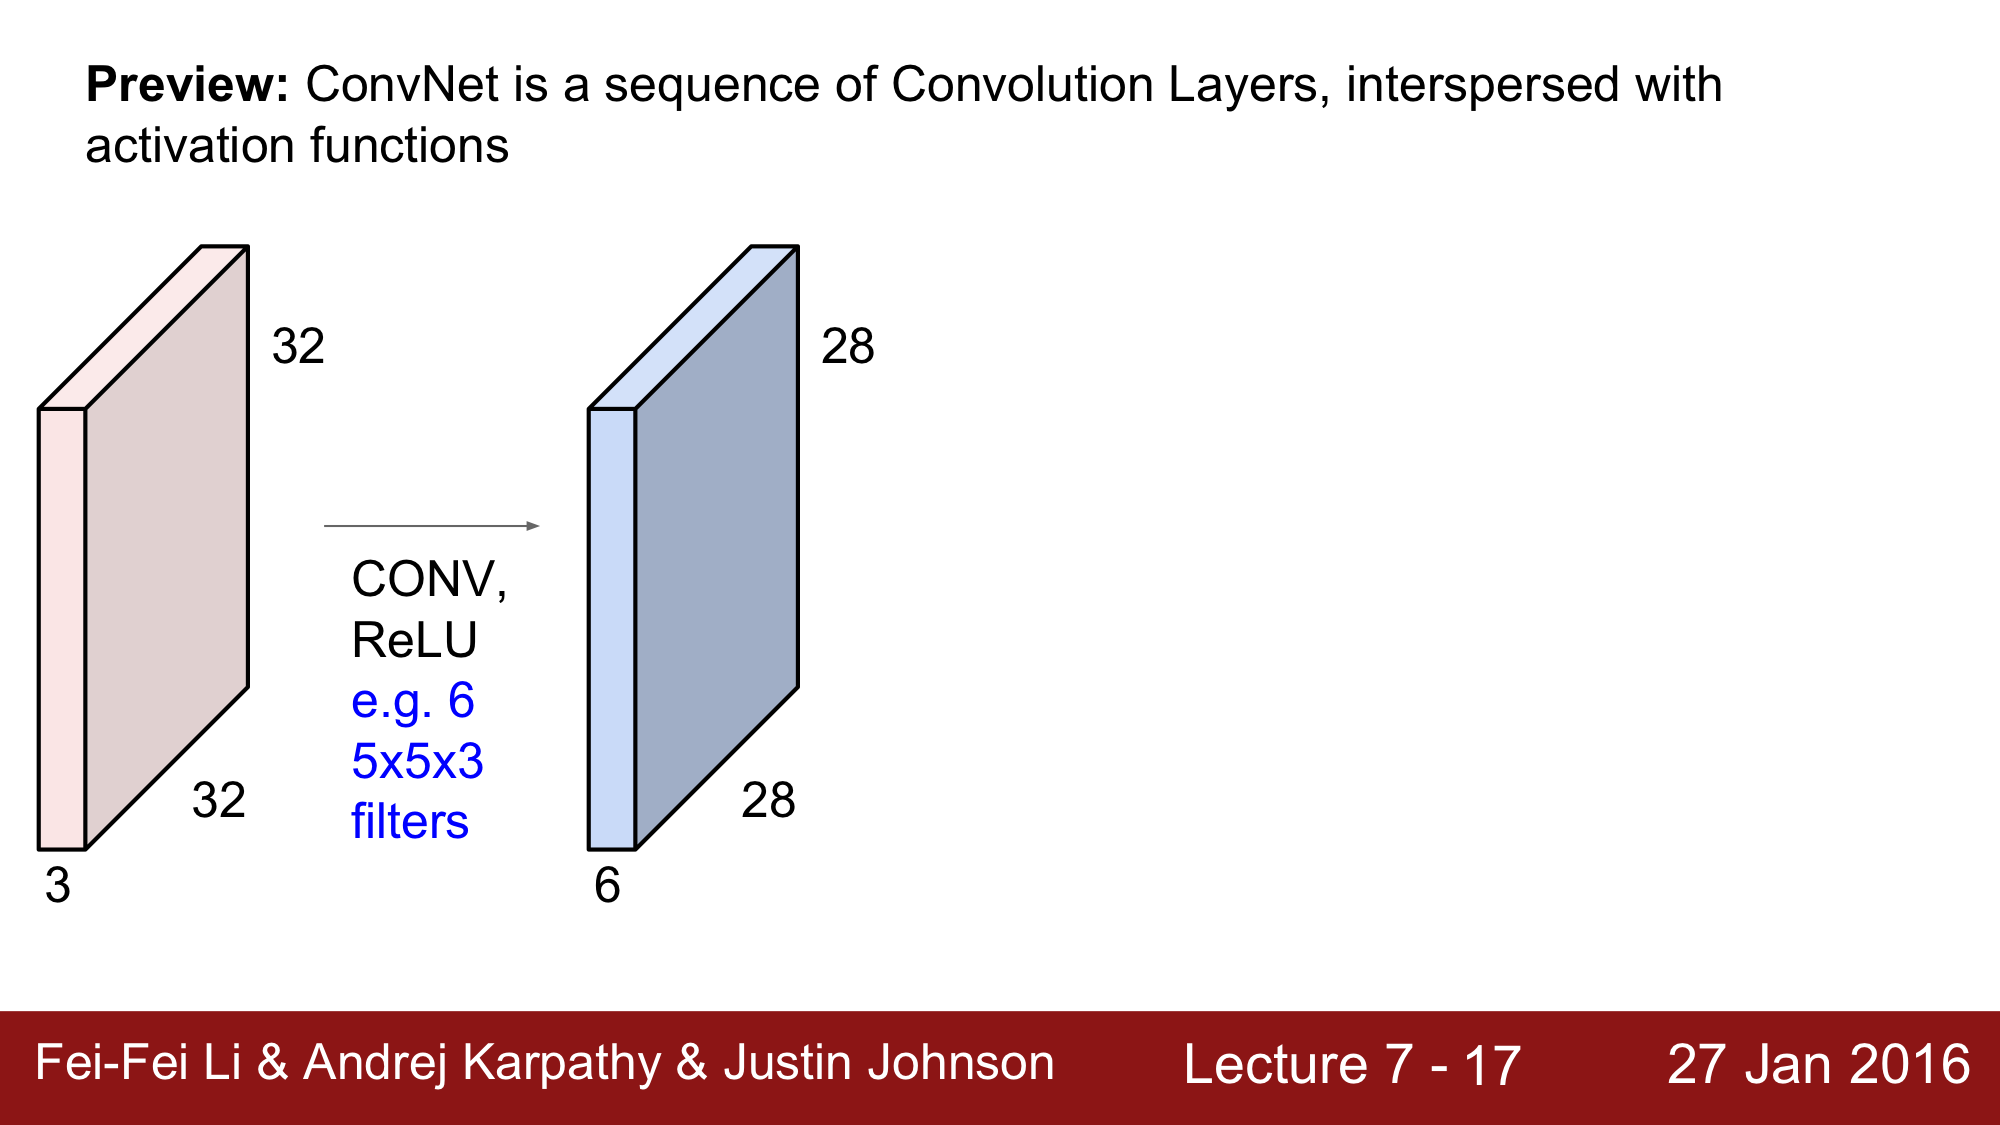 Preview: ConvNet is a sequence of Convolution Layers, interspersed with
activation functions
32
32
3
CONV,
ReLU
e.g. 6
5x5x3
filters
28
28
6
Fei-Fei Li & Andrej Karpathy & Justin Johnson
Lecture 7 - 17
27 Jan 2016